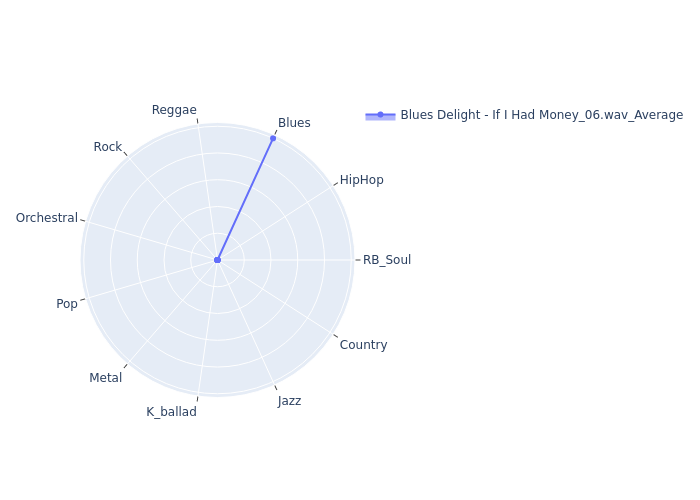 Reggae
Blues
Blues Delight - If I Had Money_06.wav_Average
Rock
HipHop
Orchestral
RB_Soul
Pop
Country
Metal
Jazz
K_ballad